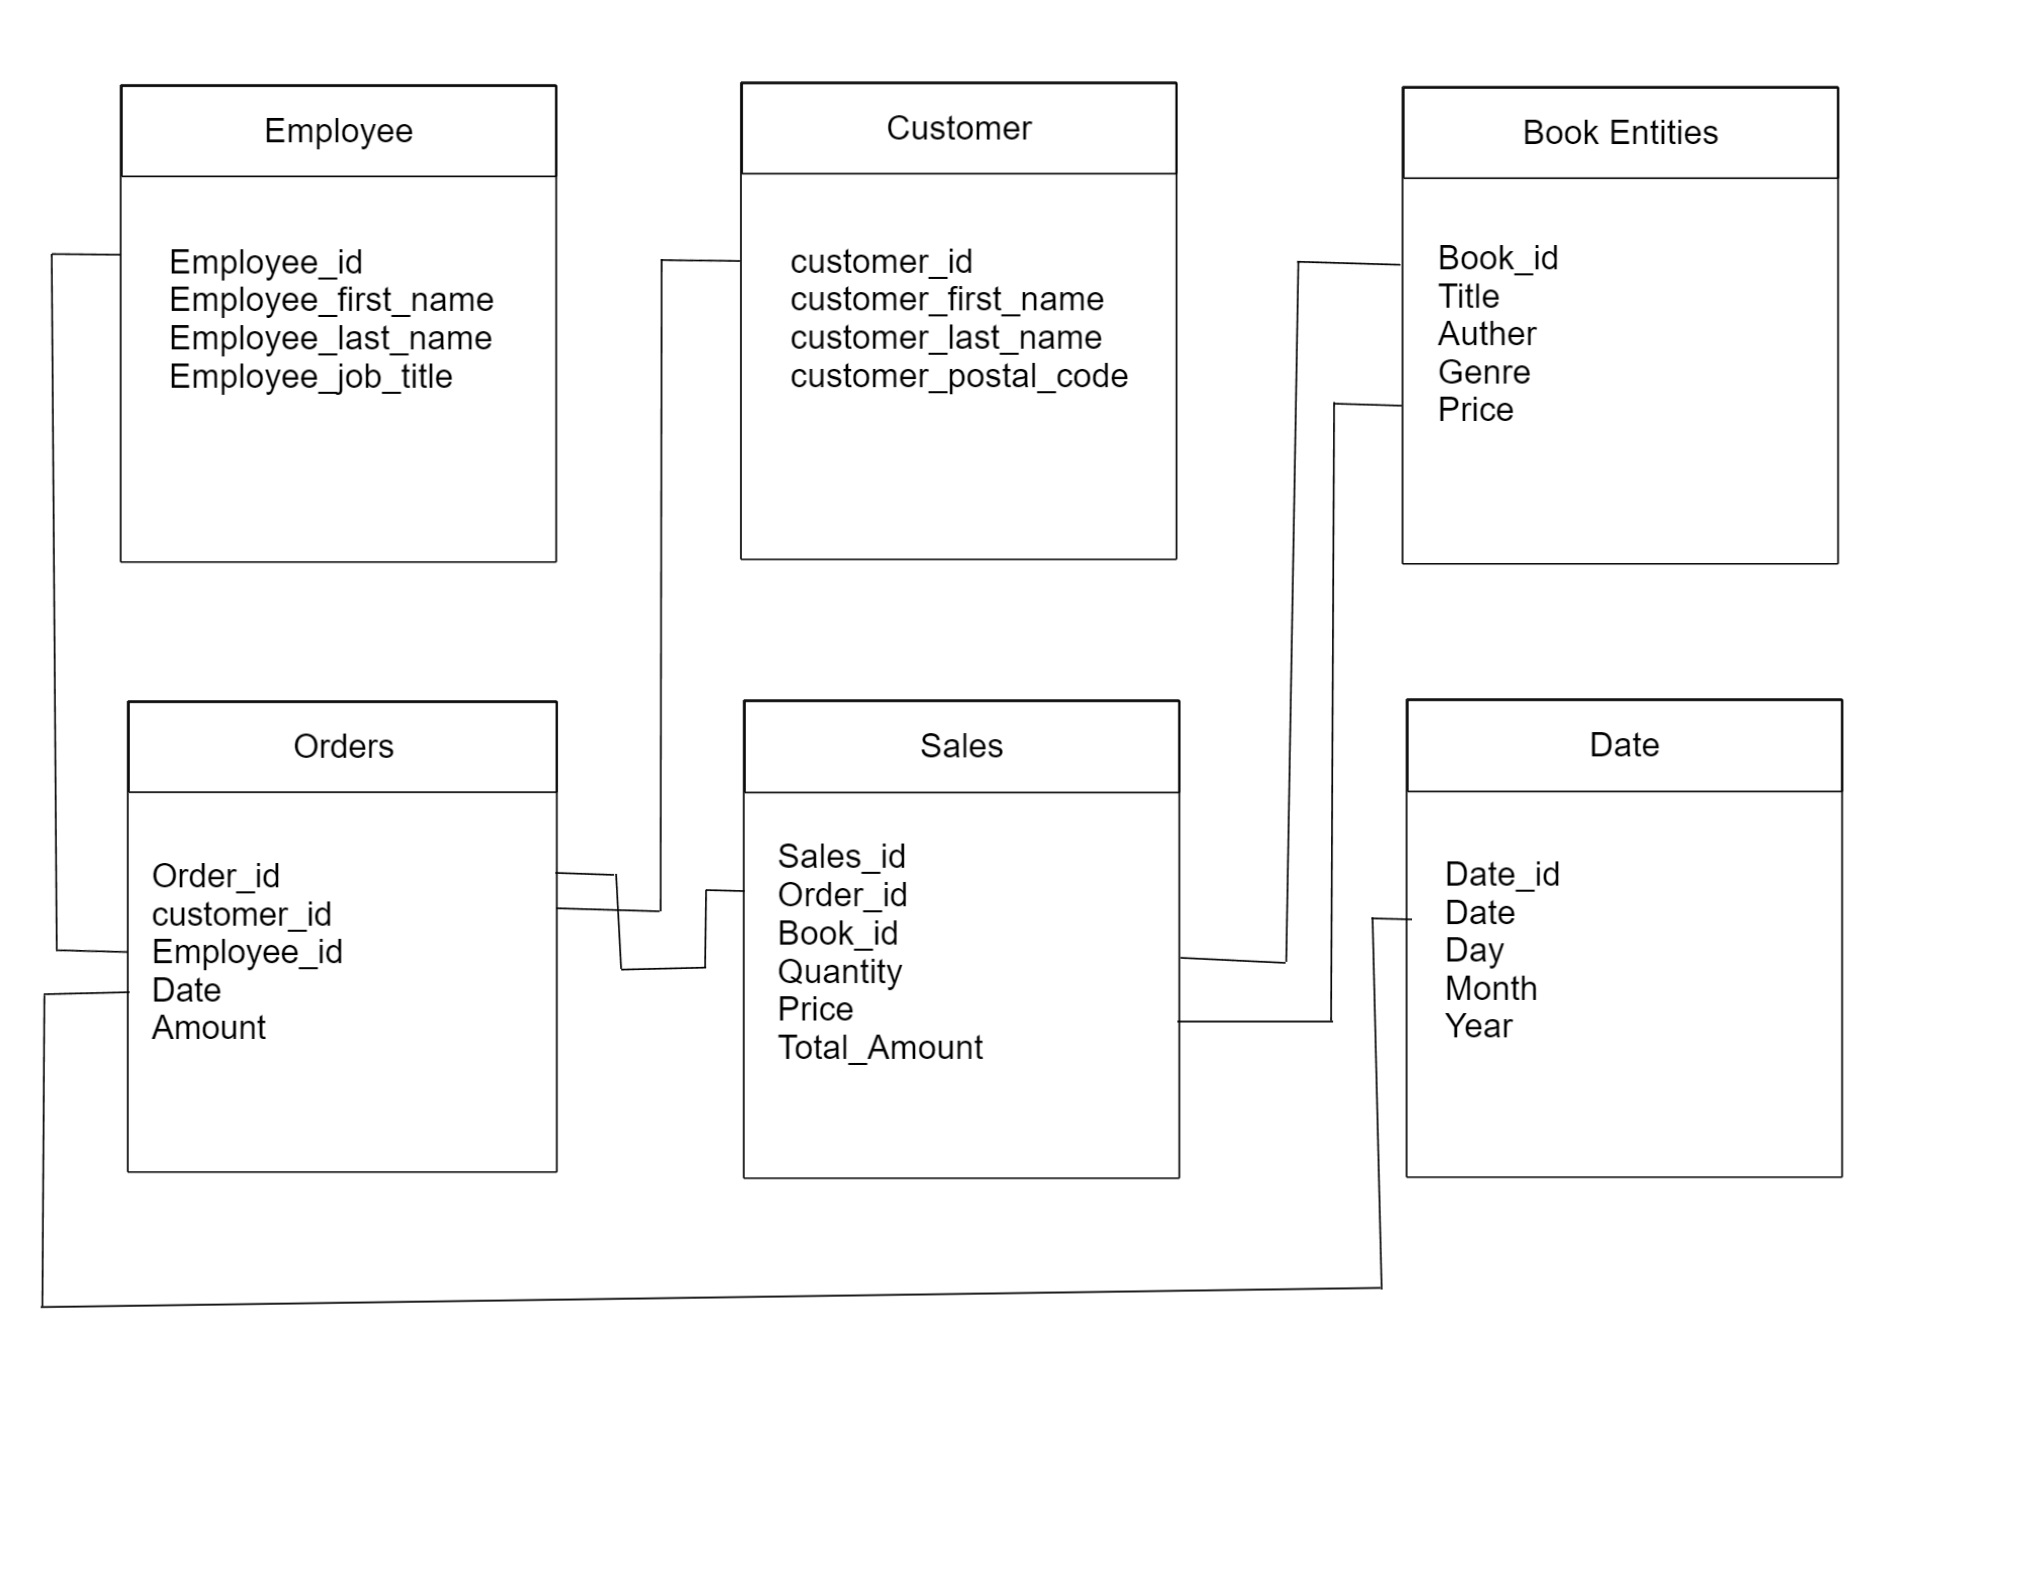 Employee
Employee_id
Employee_first_name
Employee_last_name
Employee_job_title
Customer
customer_id
customer_first_name
customer_last_name
customer_postal_code
Book Entities
Book_id
Title
Auther
Genre
Price
Orders
Order_id
customer_id
Employee_id
Date
Amount
Sales
Sales_id
Order_id
Book_id
Quantity
Price
Total_Amount
Date
Date_id
Date
Day
Month
Year